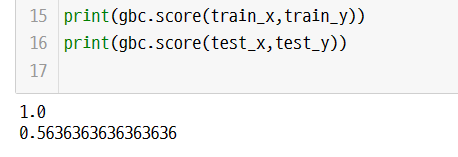 15 print(gbc.score(train_x,train_y))
16 print(gbc.score(test_x,test_y))
17
1.0
0.5636363636363636